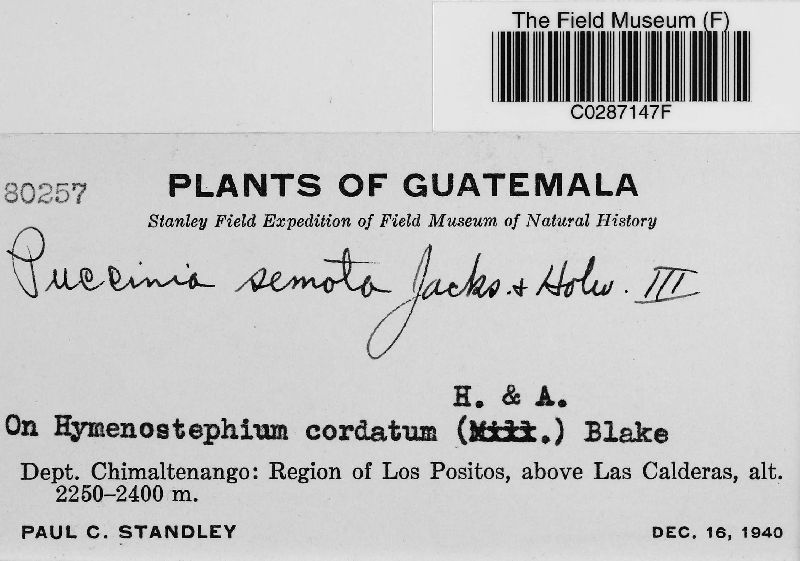 The Field Museum (F)
C0287147F
80257
PLANTS OF GUATEMALA
Stanley Field Expedition of Field Museum of Natural History
Puccinia semota Jacks. & Holw. III
H. & A.
On Hymenostephium cordatum (Mill.) Blake
Dept. Chimaltenango: Region of Los Positos, above Las Calderas, alt.
2250–2400 m.
PAUL C. STANDLEY
DEC. 16, 1940